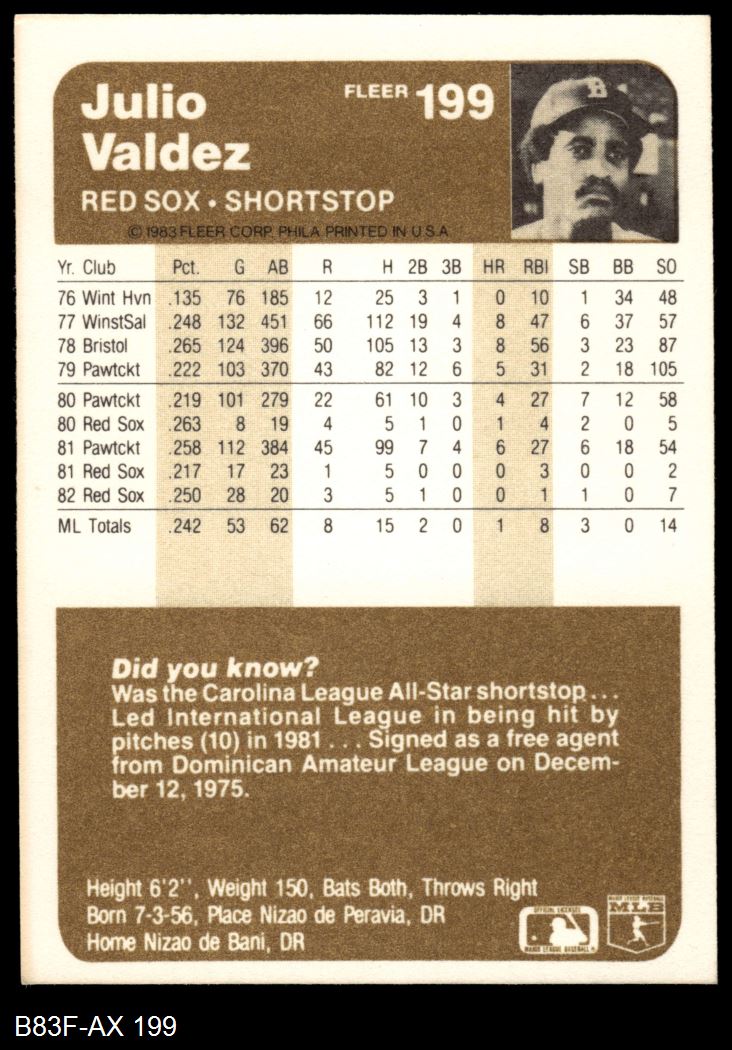 Julio
Valdez
FLEER 199
B
RED SOX • SHORTSTOP
© 1983 FLEER CORP. PHILA. PRINTED IN U.S.A.
Yr. Club Pct. G AB R H 2B 3B HR RBI SB BB SO
76 Wint Hvn .135 76 185 12 25 3 1 0 10 1 34 48
77 WinstSal .248 132 451 66 112 19 4 8 47 6 37 57
78 Bristol .265 124 396 50 105 13 3 8 56 3 23 87
79 Pawtckt .222 103 370 43 82 12 6 5 31 2 18 105
80 Pawtckt .219 101 279 22 61 10 3 4 27 7 12 58
80 Red Sox .263 8 19 4 5 1 0 1 4 2 0 5
81 Pawtckt .258 112 384 45 99 7 4 6 27 6 18 54
81 Red Sox .217 17 23 1 5 0 0 0 3 0 0 2
82 Red Sox .250 28 20 3 5 1 0 0 1 1 0 7
ML Totals .242 53 62 8 15 2 0 1 8 3 0 14
Did you know?
Was the Carolina League All-Star shortstop...
Led International League in being hit by
pitches (10) in 1981 ... Signed as a free agent
from Dominican Amateur League on Decem-
ber 12, 1975.
Height 6'2'', Weight 150, Bats Both, Throws Right
Born 7-3-56, Place Nizao de Peravia, DR
Home Nizao de Bani, DR
OFFICIAL LICENSEE
MAJOR LEAGUE BASEBALL
MAJOR LEAGUE BASEBALL
MLB
B83F-AX 199